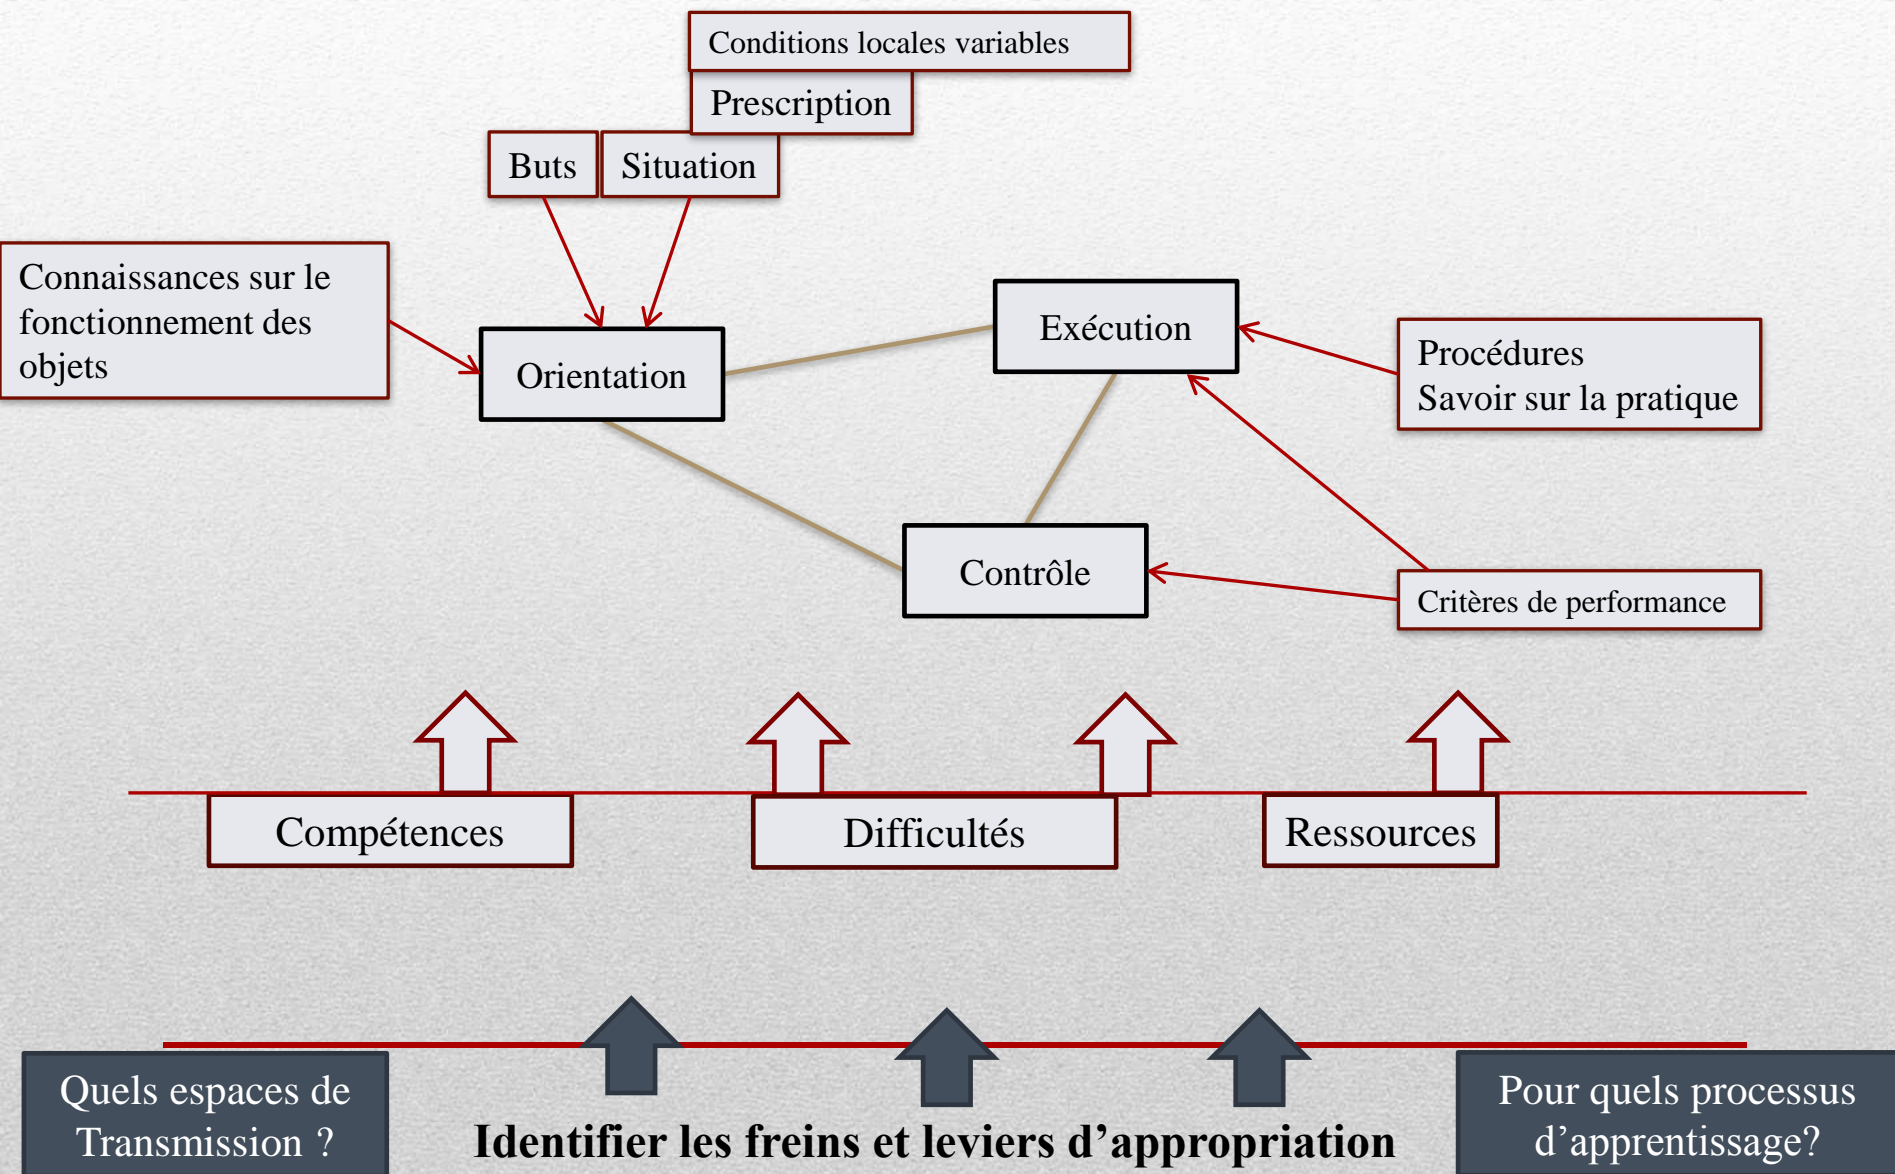 Conditions locales variables
Prescription
Buts
Situation
Connaissances sur le
fonctionnement des
objets
Orientation
Exécution
Procédures
Savoir sur la pratique
Contrôle
Critères de performance
Compétences
Difficultés
Ressources
Quels espaces de
Transmission ?
Identifier les freins et leviers d’appropriation
Pour quels processus
d’apprentissage?